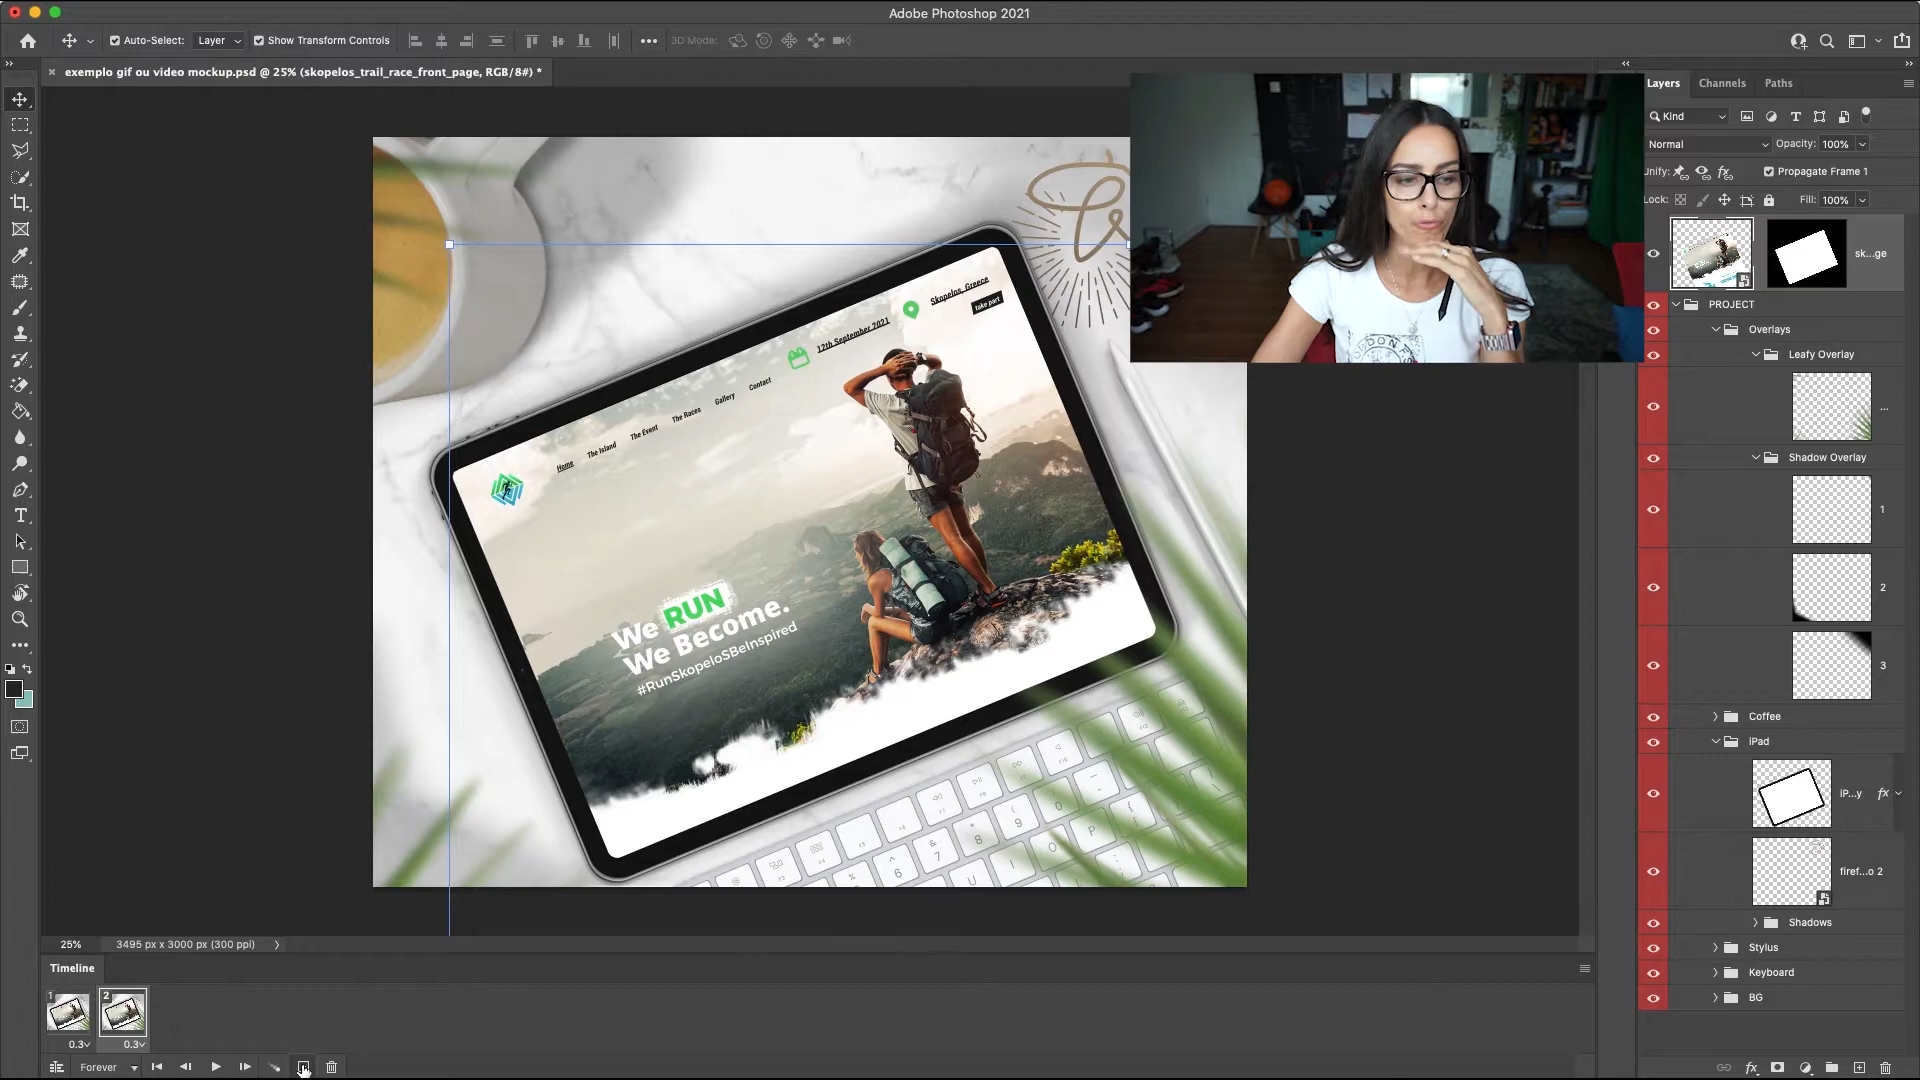 Adobe Photoshop 2021
Auto-Select: Layer Show Transform Controls 3D Mode:
exemplo gif ou video mockup.psd @ 25% (skopelos_trail_race_front_page, RGB/8#) *
Layers Channels Paths
Kind
Normal Opacity: 100%
Unify: Propagate Frame 1
Lock: Fill: 100%
sk...ge
PROJECT
Overlays
Leafy Overlay
...
Shadow Overlay
1
2
3
Coffee
iPad
iP...y fx
firef...o 2
Shadows
Stylus
Keyboard
BG
Skopelos, Greece
take part
12th September 2021
Home The Island The Event The Races Gallery Contact
We RUN
We Become.
#RunSkopeloSBeInspired
25% 3495 px x 3000 px (300 ppi)
Timeline
1 2
0.3 0.3
Forever